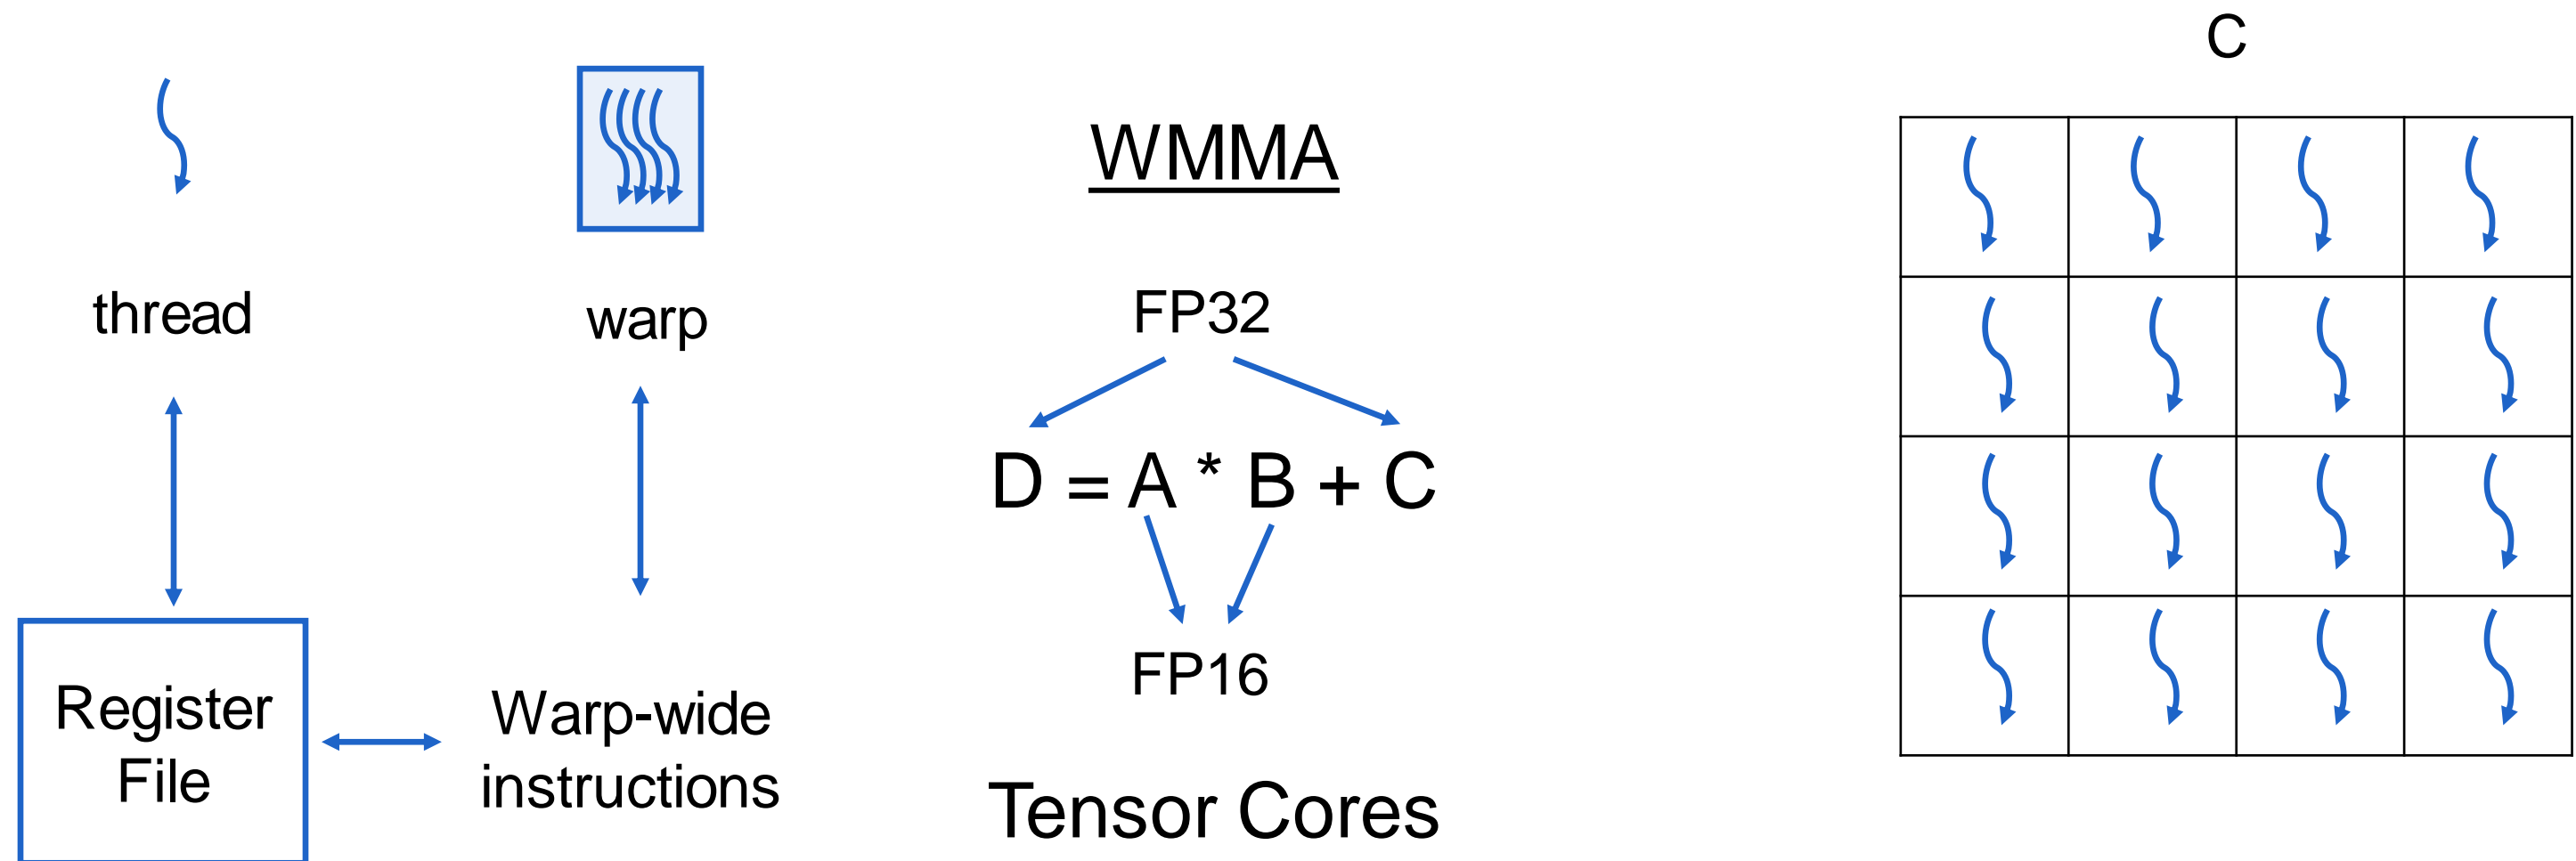 thread
Register
File
warp
Warp-wide
instructions
WMMA
FP32
D = A * B + C
FP16
Tensor Cores
C